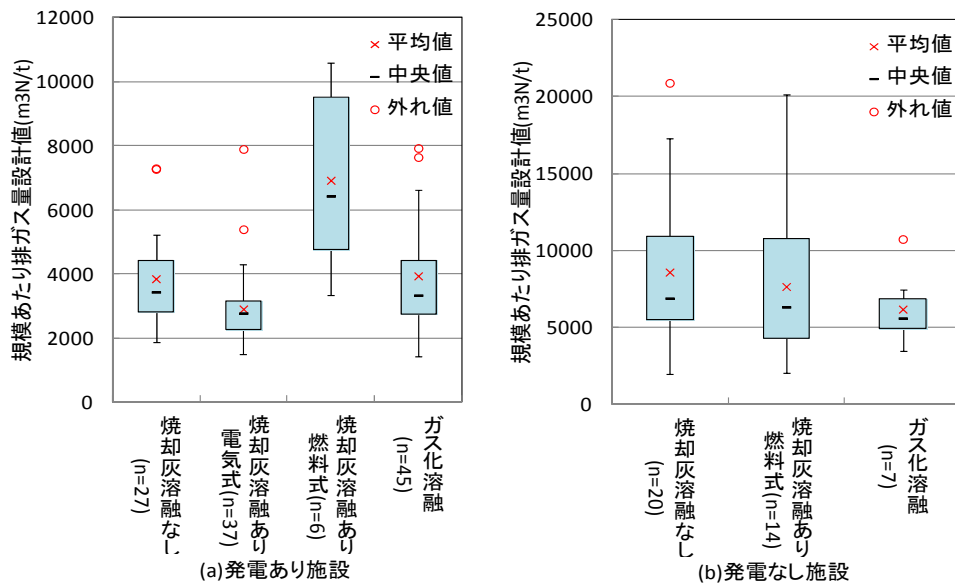 規模あたり排ガス量設計値(m3N/t)
12000
10000
8000
6000
4000
2000
0
平均値
中央値
外れ値
焼却灰溶融なし
(n=27)
焼却灰溶融あり
電気式(n=37)
焼却灰溶融あり
燃料式(n=6)
ガス化溶融
(n=45)
(a)発電あり施設
規模あたり排ガス量設計値(m3N/t)
25000
20000
15000
10000
5000
0
平均値
中央値
外れ値
焼却灰溶融なし
(n=20)
焼却灰溶融あり
燃料式(n=14)
ガス化溶融
(n=7)
(b)発電なし施設